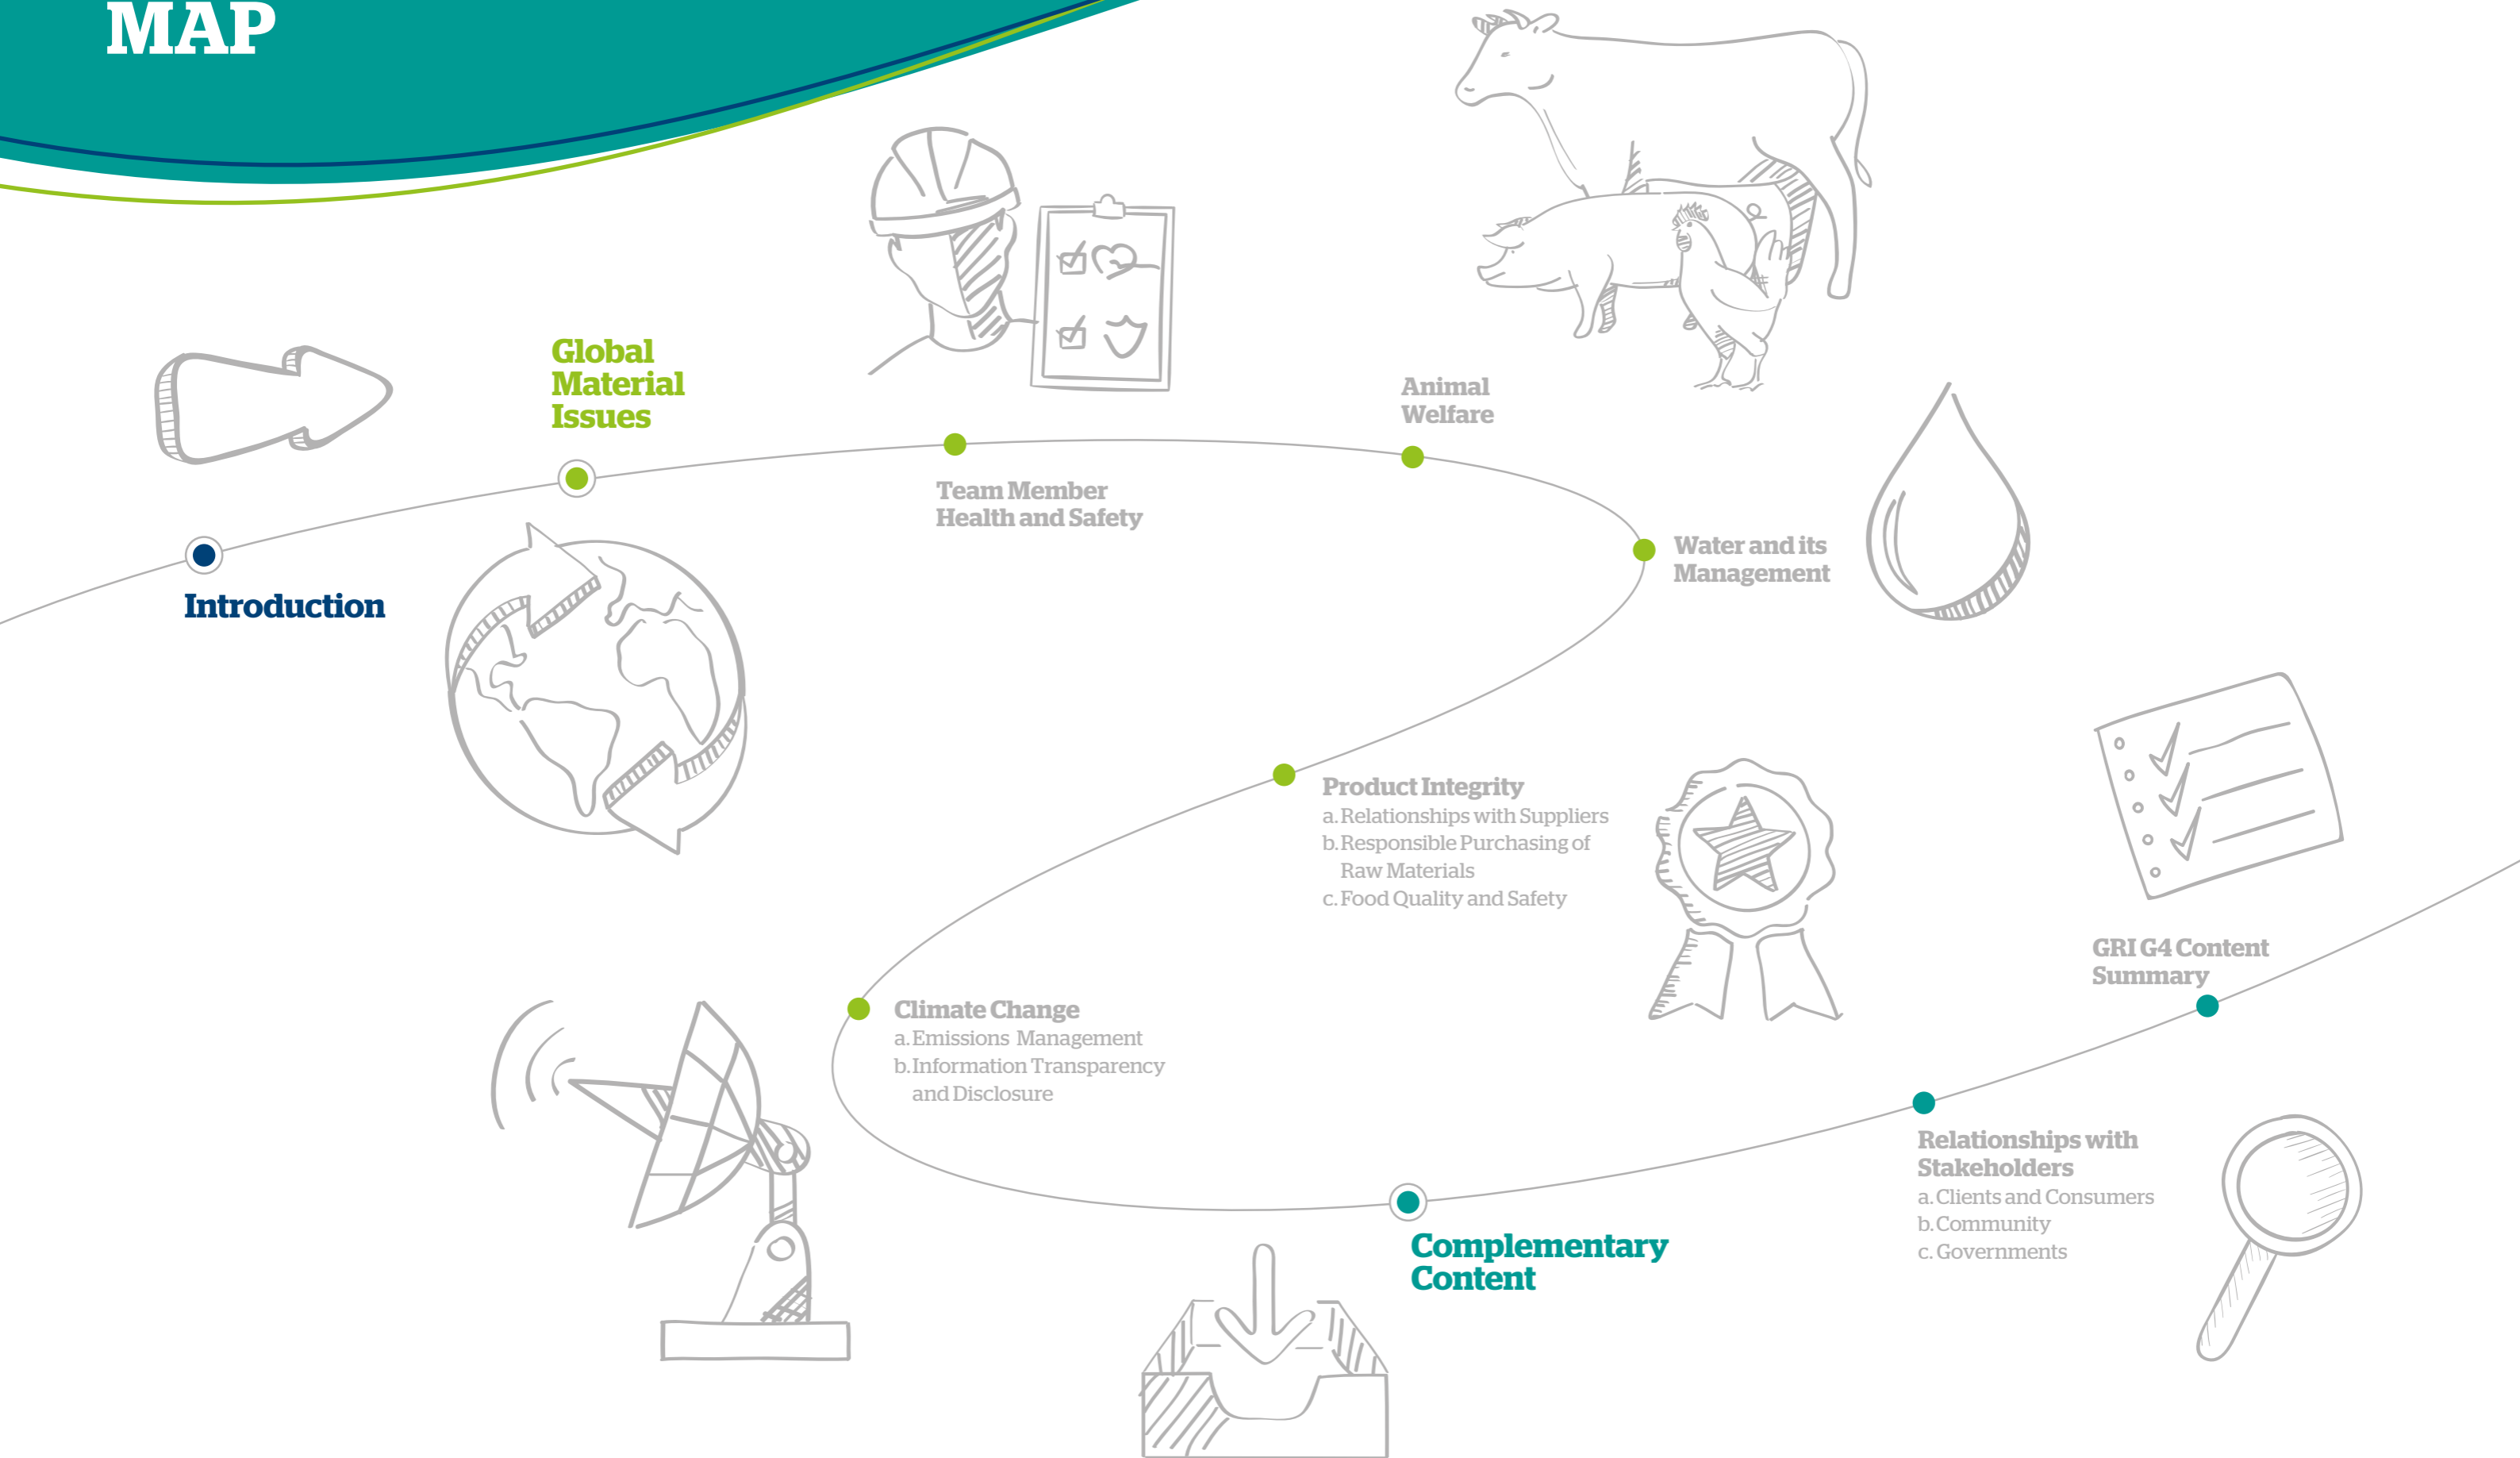 MAP
Introduction
Global
Material
Issues
Team Member
Health and Safety
Animal
Welfare
Water and its
Management
Product Integrity
a. Relationships with Suppliers
b. Responsible Purchasing of
Raw Materials
c. Food Quality and Safety
Climate Change
a. Emissions Management
b. Information Transparency
and Disclosure
Complementary
Content
Relationships with
Stakeholders
a. Clients and Consumers
b. Community
c. Governments
GRI G4 Content
Summary